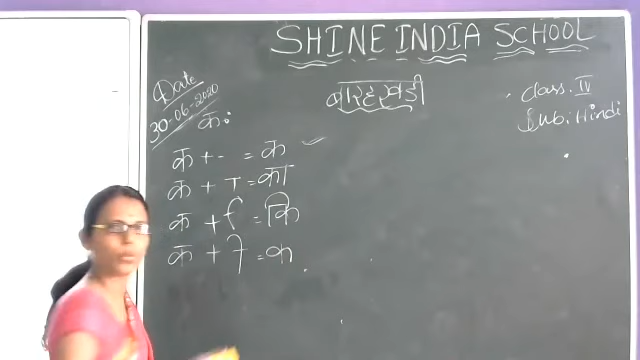 SHINE INDIA SCHOOL
Date
30-06-2020
बारहखडी
class. IV
Sub: Hindi
क:
क + - = क
क + ा = का
क + ि = कि
क + ी = क